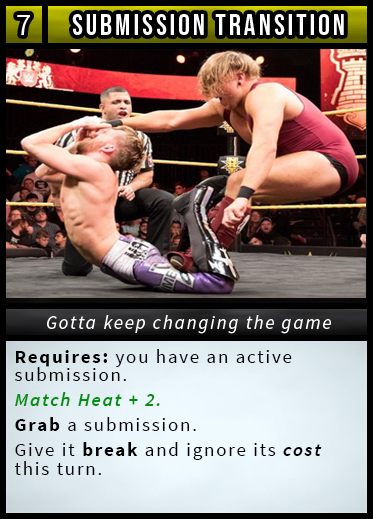 7 SUBMISSION TRANSITION
Gotta keep changing the game
Requires: you have an active
submission.
Match Heat + 2.
Grab a submission.
Give it break and ignore its cost
this turn.